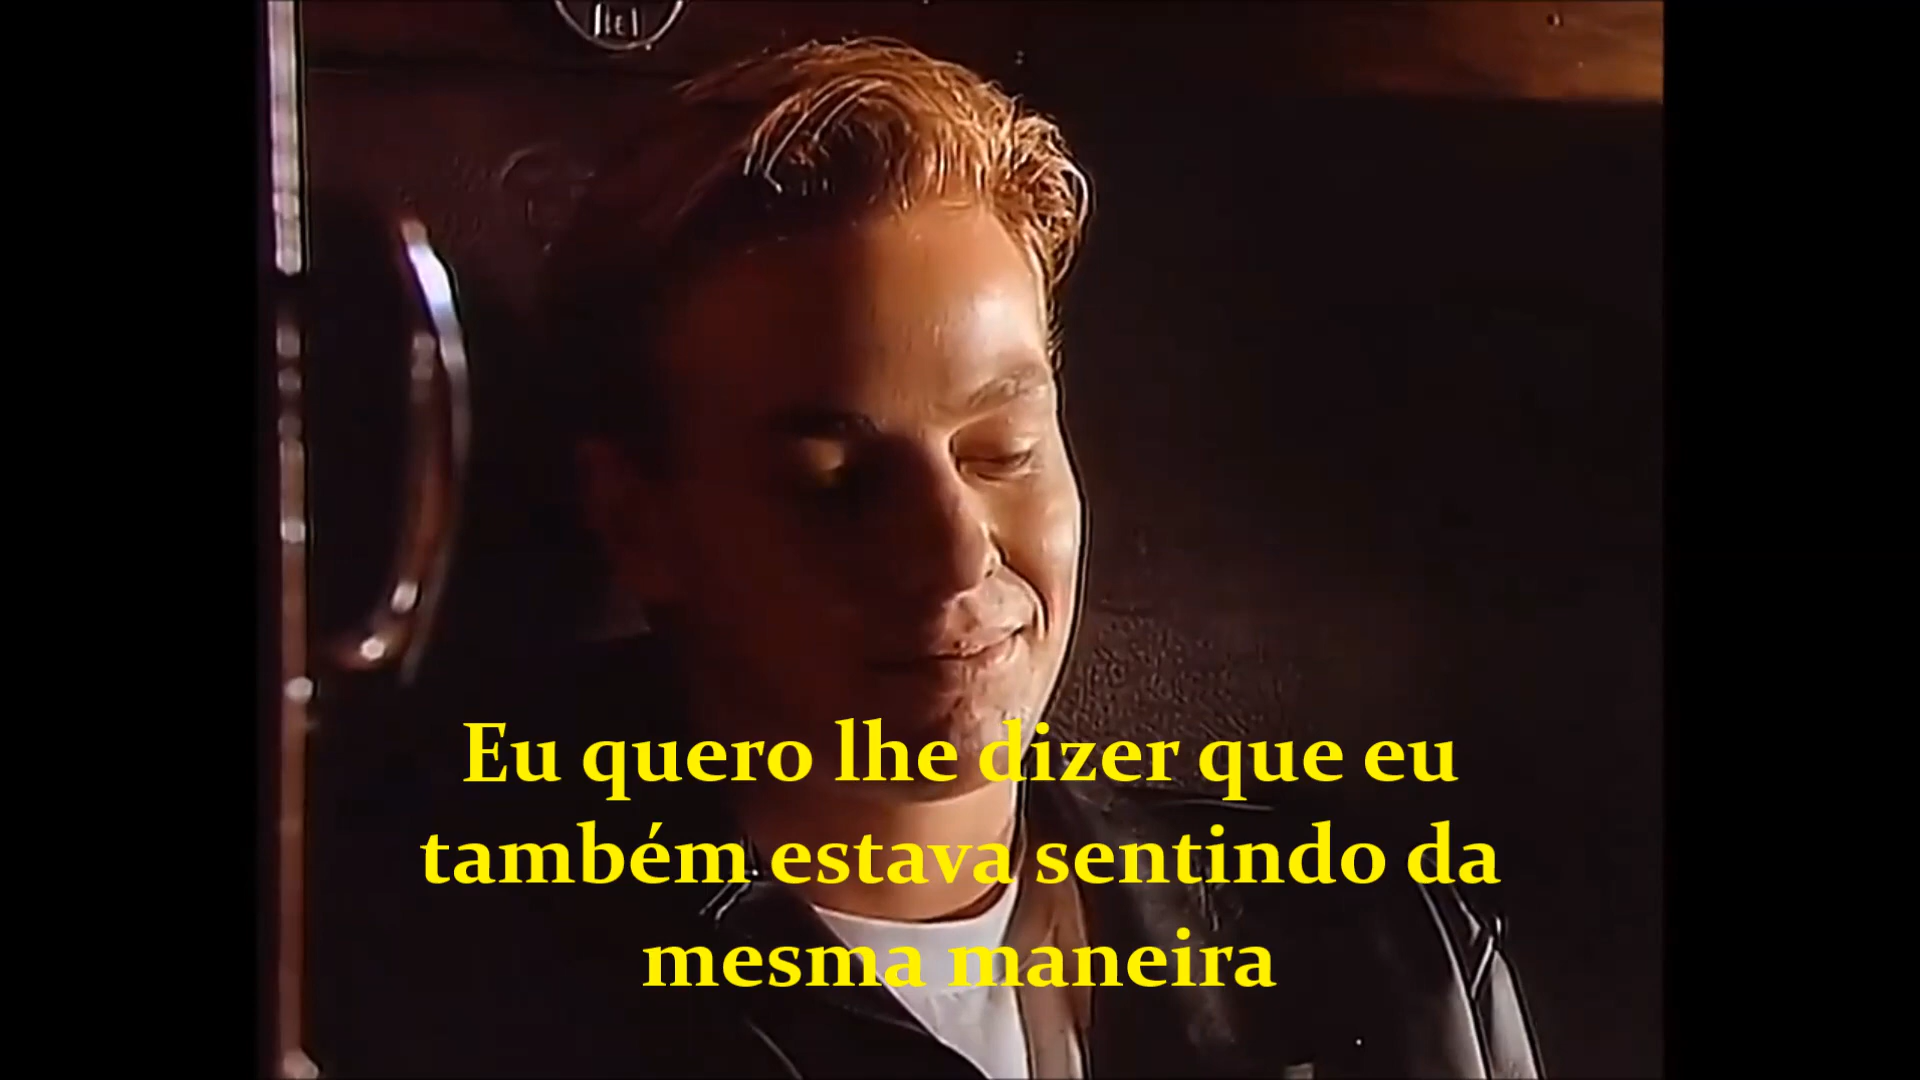 Eu quero lhe dizer que eu
também estava sentindo da
mesma maneira